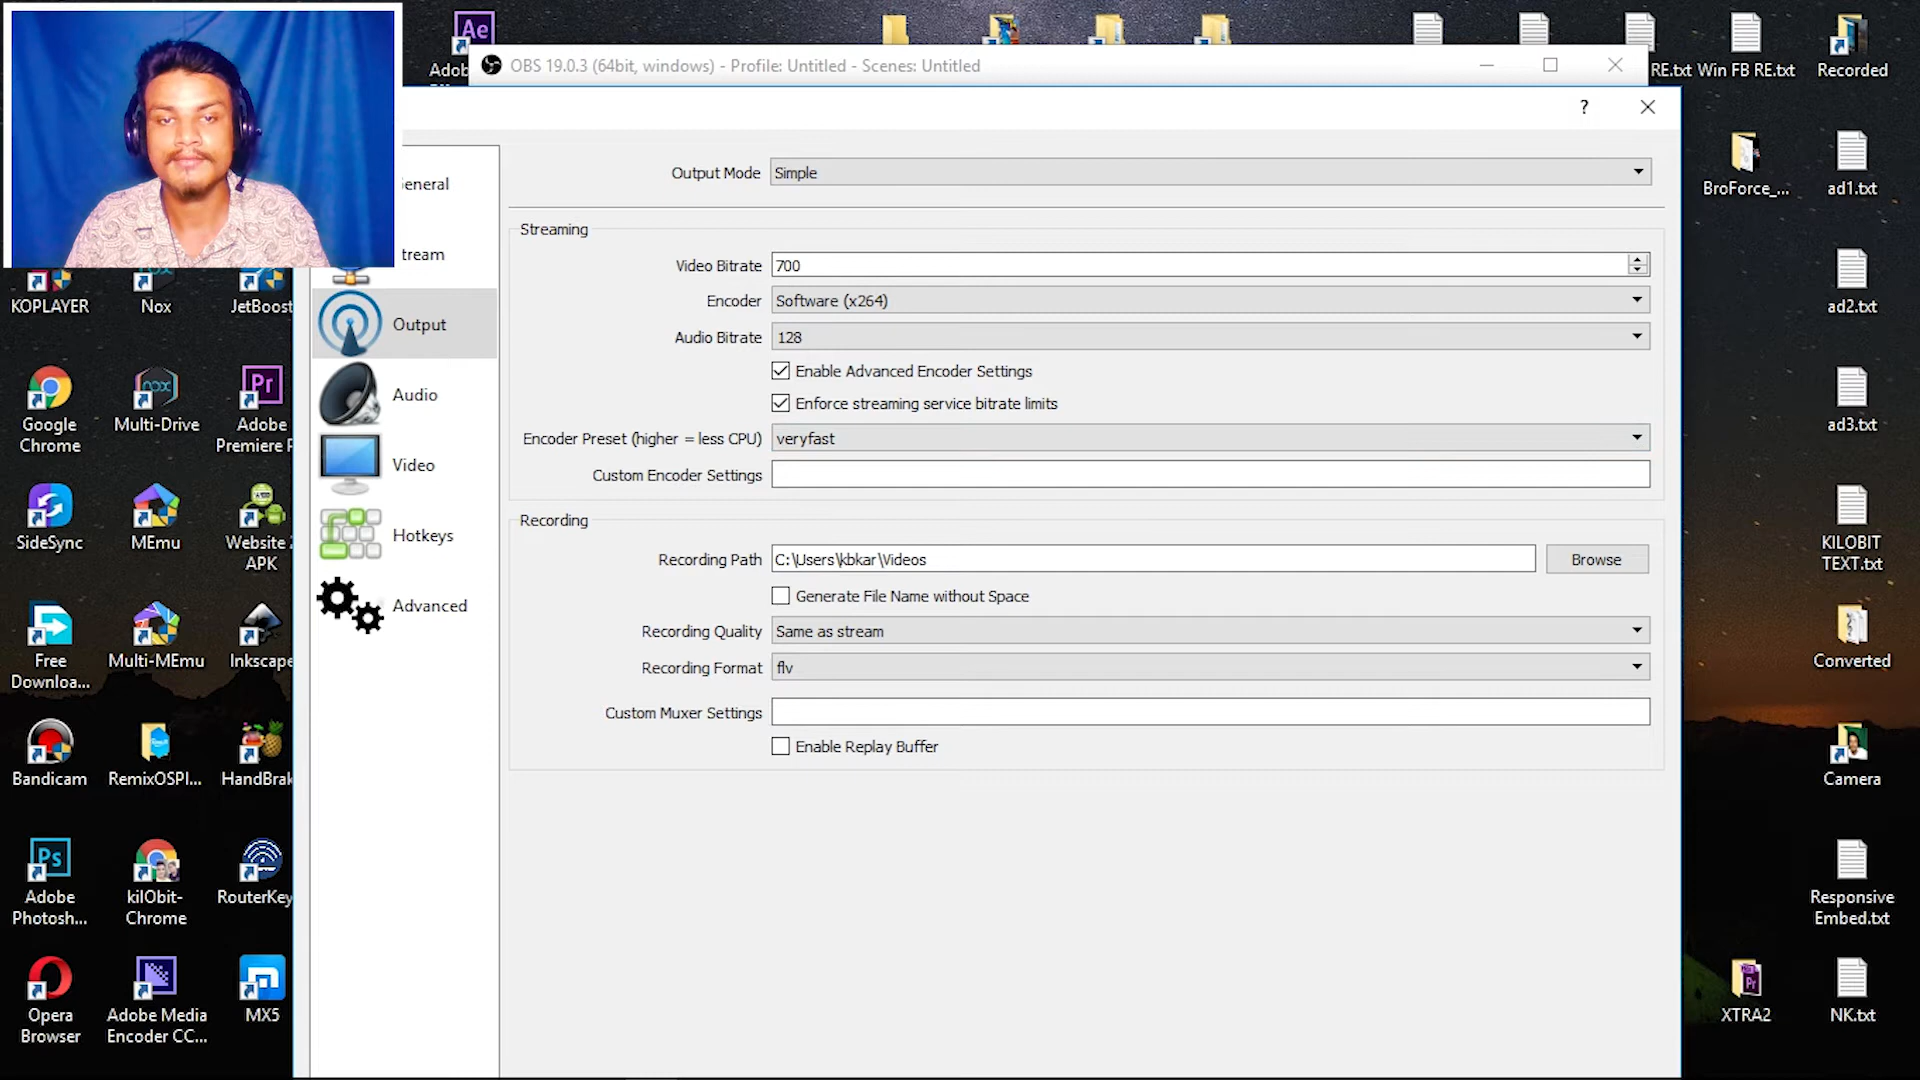 Ae
OBS 19.0.3 (64bit, windows) - Profile: Untitled - Scenes: Untitled
RE.txt
Win FB RE.txt
Recorded
?
eneral
tream
Output
Audio
Video
Hotkeys
Advanced
Output Mode
Simple
Streaming
Video Bitrate
700
Encoder
Software (x264)
Audio Bitrate
128
Enable Advanced Encoder Settings
Enforce streaming service bitrate limits
Encoder Preset (higher = less CPU)
veryfast
Custom Encoder Settings
Recording
Recording Path
C:\Users\kbkar\Videos
Browse
Generate File Name without Space
Recording Quality
Same as stream
Recording Format
flv
Custom Muxer Settings
Enable Replay Buffer
KOPLAYER
Nox
JetBoost
Google
Chrome
Multi-Drive
Pr
Adobe
Premiere P
SideSync
MEmu
Website
APK
Free
Downloa...
Multi-MEmu
Inkscape
Bandicam
RemixOSPl...
HandBrak
Ps
Adobe
Photosh...
kilObit-
Chrome
RouterKey
Opera
Browser
Adobe Media
Encoder CC...
MX5
BroForce_...
ad1.txt
ad2.txt
ad3.txt
KILOBIT
TEXT.txt
Converted
Camera
Responsive
Embed.txt
Pr
XTRA2
NK.txt